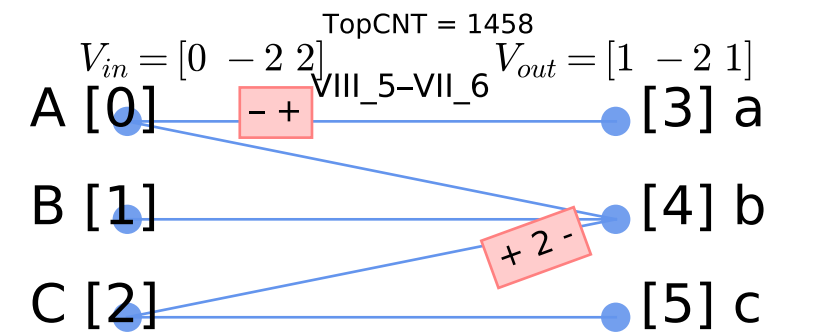 TopCNT = 1458
V_in = [0 −2 2] V_out = [1 −2 1]
VIII_5–VII_6
A [0] – + [3] a
B [1] [4] b
+ 2 -
C [2] [5] c